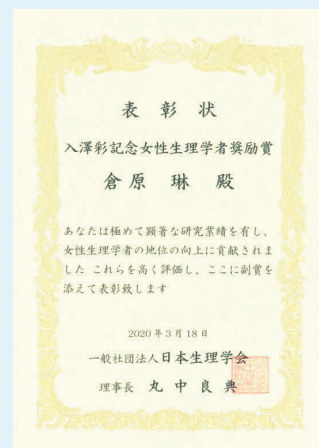 表彰状
入澤彩記念女性生理学者奨励賞
倉原琳殿
あなたは極めて顕著な研究業績を有し、
女性生理学者の地位の向上に貢献されま
した これらを高く評価し、ここに副賞を
添えて表彰致します
2020年3月18日
一般社団法人日本生理学会
理事長 丸中良典